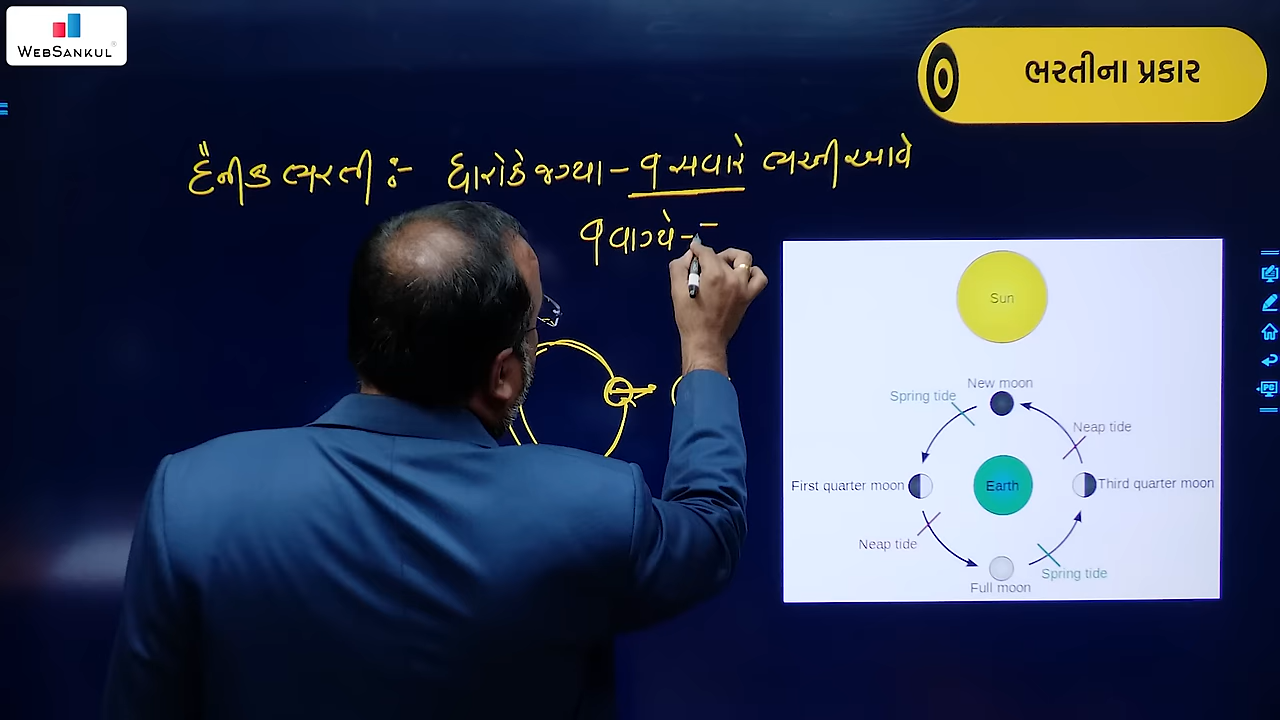 WEBSANKUL
ભરતીના પ્રકાર
દૈનીક ભરતી :- ધારોકે જગ્યા - ૧ સવારે ભરતી આવે
૧ વાગ્યે -
Sun
New moon
Spring tide
Neap tide
First quarter moon
Earth
Third quarter moon
Neap tide
Spring tide
Full moon